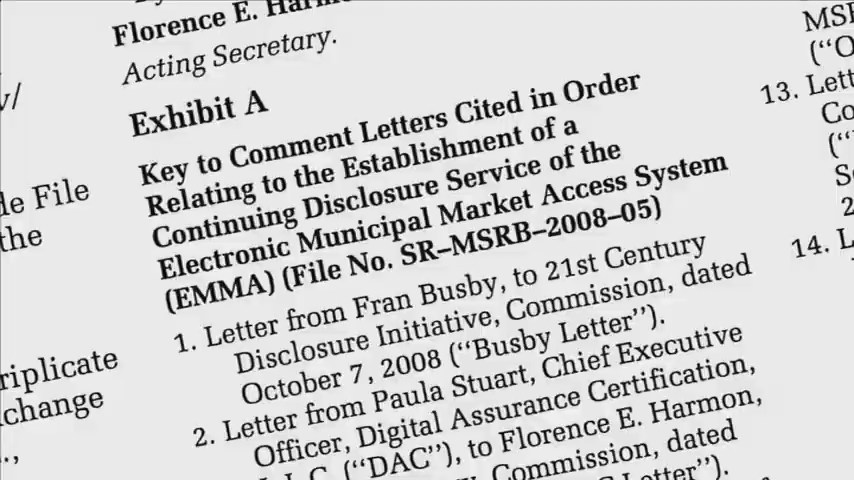 v/
le File
the
riplicate
change
.,
Florence E.
Acting Secretary.
Exhibit A
Key to Comment Letters Cited in Order
Relating to the Establishment of a
Continuing Disclosure Service of the
Electronic Municipal Market Access System
(EMMA) (File No. SR–MSRB–2008–05)
1. Letter from Fran Busby, to 21st Century
Disclosure Initiative, Commission, dated
October 7, 2008 (‘‘Busby Letter’’).
2. Letter from Paula Stuart, Chief Executive
Officer, Digital Assurance Certification,
L.L.C. (‘‘DAC’’), to Florence E. Harmon,
Commission, dated
Letter’’).
MSR
(‘‘O
13. Lett
Co
(‘‘
Se
2
14. L